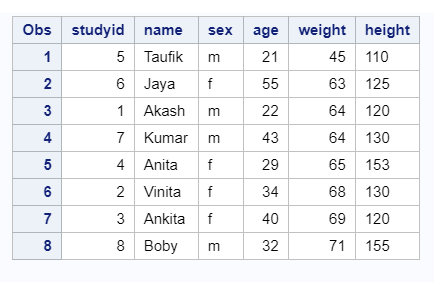 Obs studyid name sex age weight height
1 5 Taufik m 21 45 110
2 6 Jaya f 55 63 125
3 1 Akash m 22 64 120
4 7 Kumar m 43 64 130
5 4 Anita f 29 65 153
6 2 Vinita f 34 68 130
7 3 Ankita f 40 69 120
8 8 Boby m 32 71 155